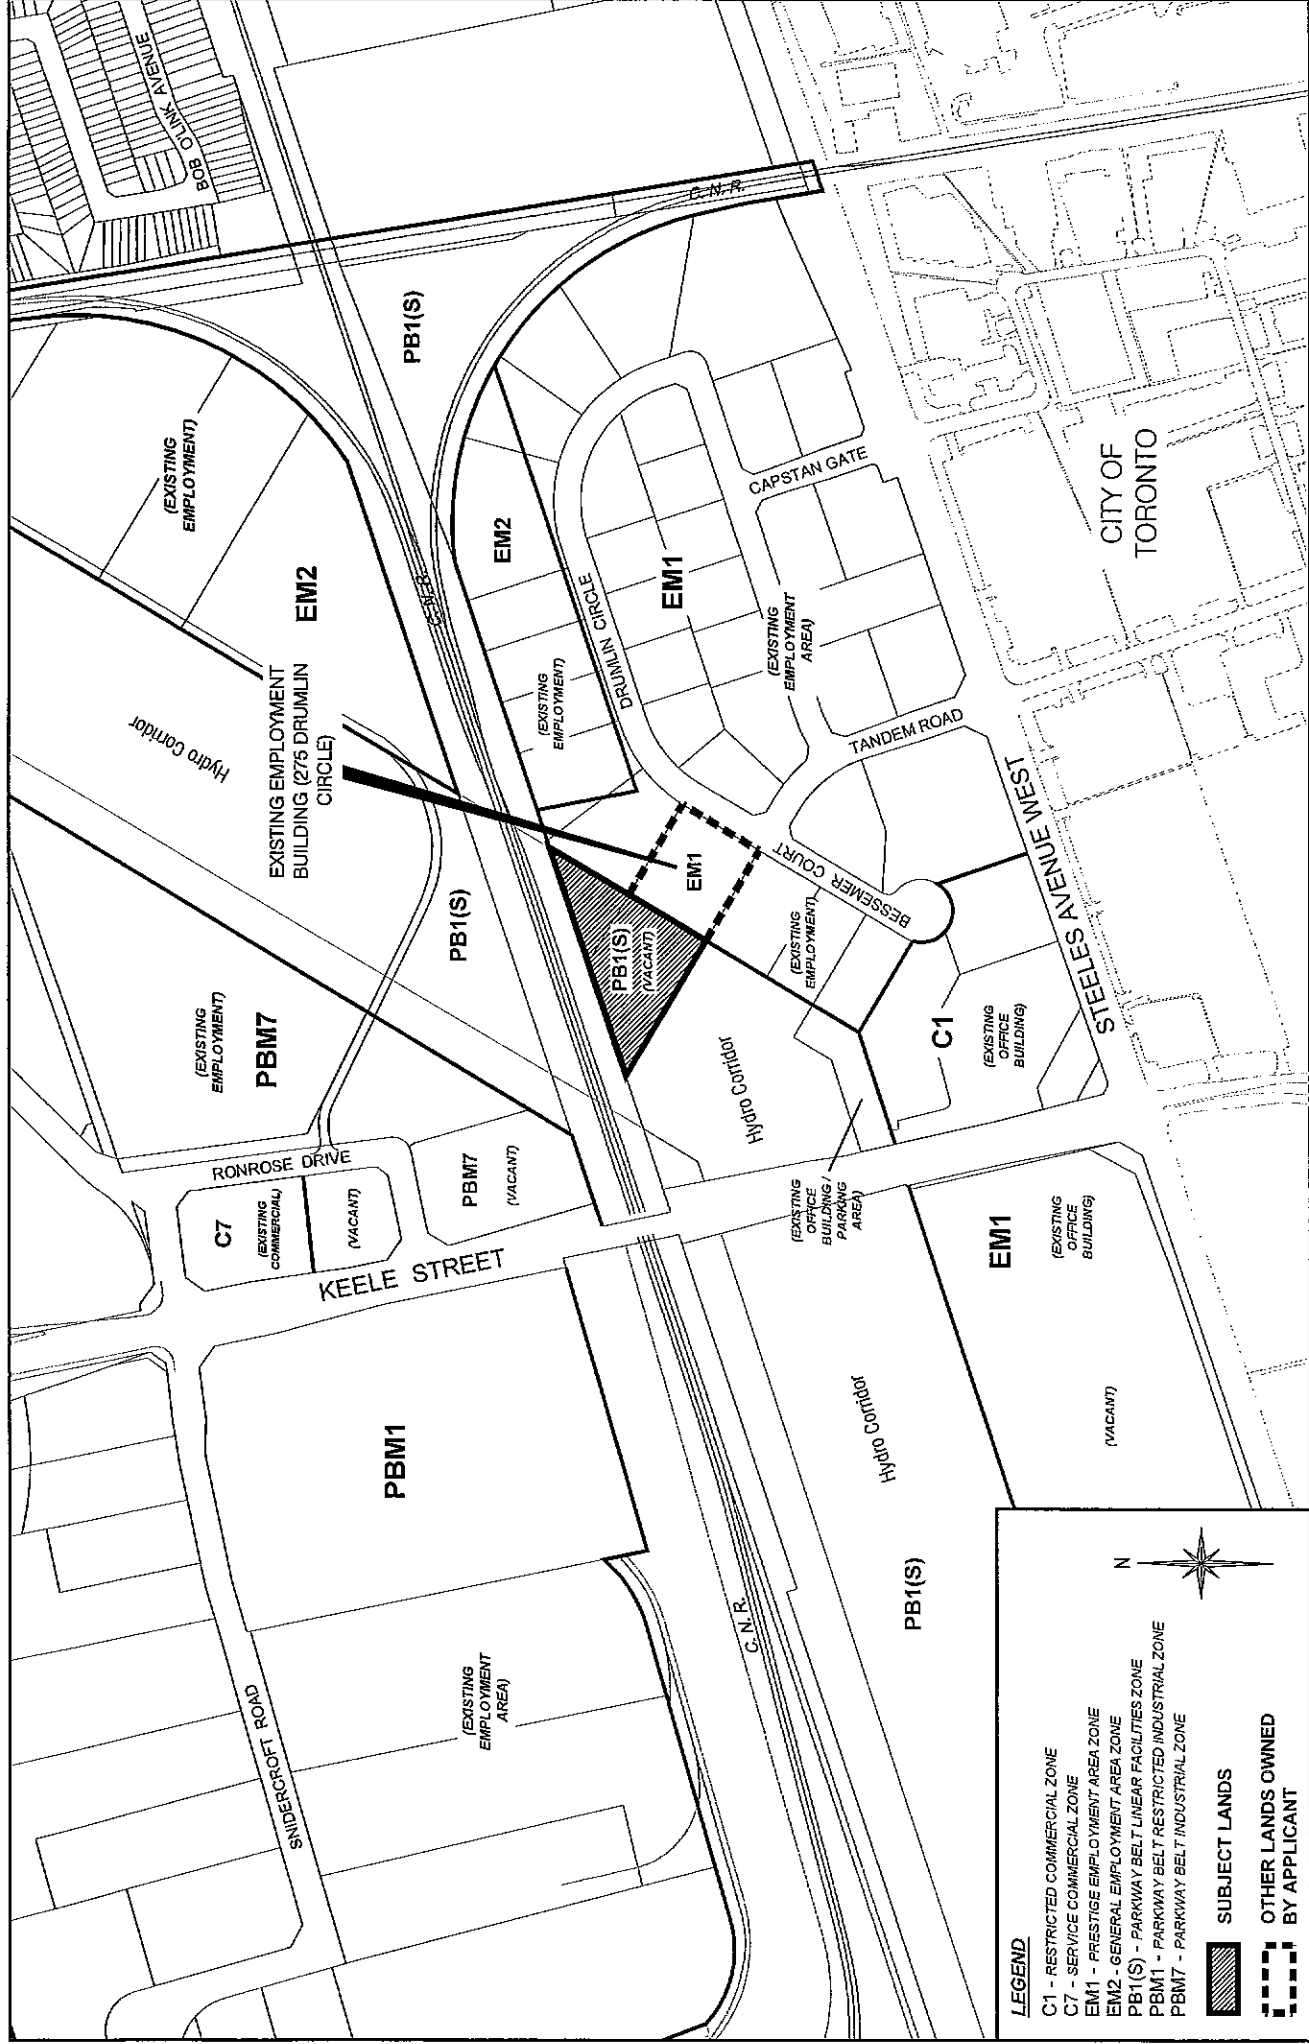 BOB O'LINK AVENUE
C. N. R.
PB1(S)
(EXISTING
EMPLOYMENT)
EM2
Hydro Corridor
EXISTING EMPLOYMENT
BUILDING (275 DRUMLIN
CIRCLE)
C. N. R.
EM2
(EXISTING
EMPLOYMENT)
DRUMLIN CIRCLE
EM1
CAPSTAN GATE
(EXISTING
EMPLOYMENT
AREA)
TANDEM ROAD
CITY OF
TORONTO
STEELES AVENUE WEST
EM1
BESSEMER COURT
(EXISTING
EMPLOYMENT)
PB1(S)
(VACANT)
PB1(S)
(EXISTING
EMPLOYMENT)
PBM7
RONROSE DRIVE
PBM7
(VACANT)
C7
(EXISTING
COMMERCIAL)
(VACANT)
KEELE STREET
Hydro Corridor
C1
(EXISTING
OFFICE
BUILDING)
(EXISTING
OFFICE
BUILDING /
PARKING
AREA)
EM1
(EXISTING
OFFICE
BUILDING)
(VACANT)
Hydro Corridor
PBM1
SNIDERCROFT ROAD
(EXISTING
EMPLOYMENT
AREA)
C. N. R.
PB1(S)
LEGEND
C1 - RESTRICTED COMMERCIAL ZONE
C7 - SERVICE COMMERCIAL ZONE
EM1 - PRESTIGE EMPLOYMENT AREA ZONE
EM2 - GENERAL EMPLOYMENT AREA ZONE
PB1(S) - PARKWAY BELT LINEAR FACILITIES ZONE
PBM1 - PARKWAY BELT RESTRICTED INDUSTRIAL ZONE
PBM7 - PARKWAY BELT INDUSTRIAL ZONE
SUBJECT LANDS
OTHER LANDS OWNED
BY APPLICANT
N